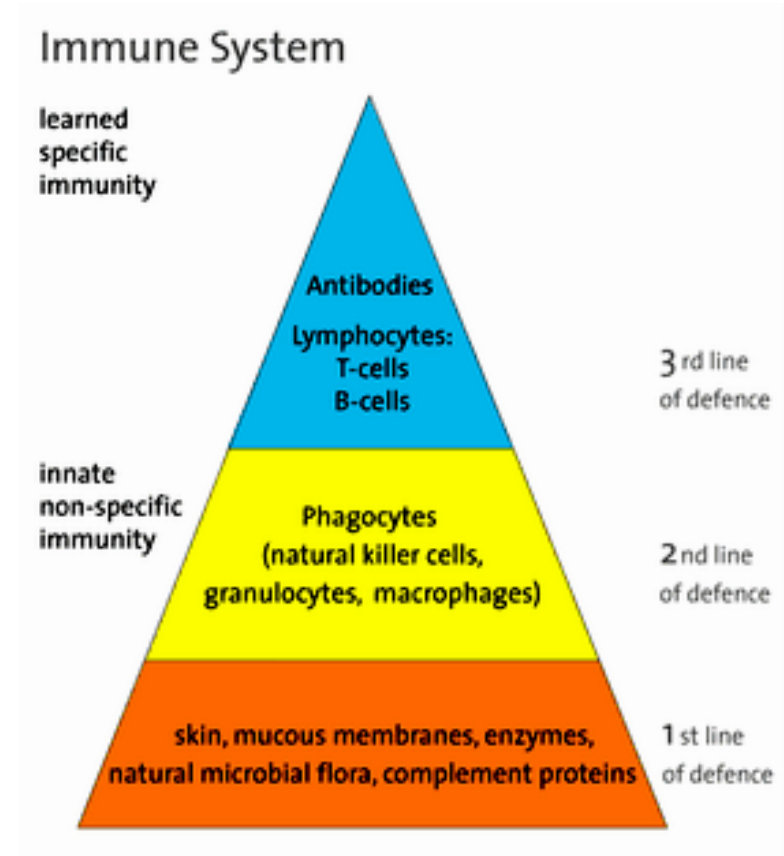 Immune System
learned
specific
immunity
Antibodies
Lymphocytes:
T-cells
B-cells
3 rd line
of defence
innate
non-specific
immunity
Phagocytes
(natural killer cells,
granulocytes, macrophages)
2 nd line
of defence
skin, mucous membranes, enzymes,
natural microbial flora, complement proteins
1 st line
of defence